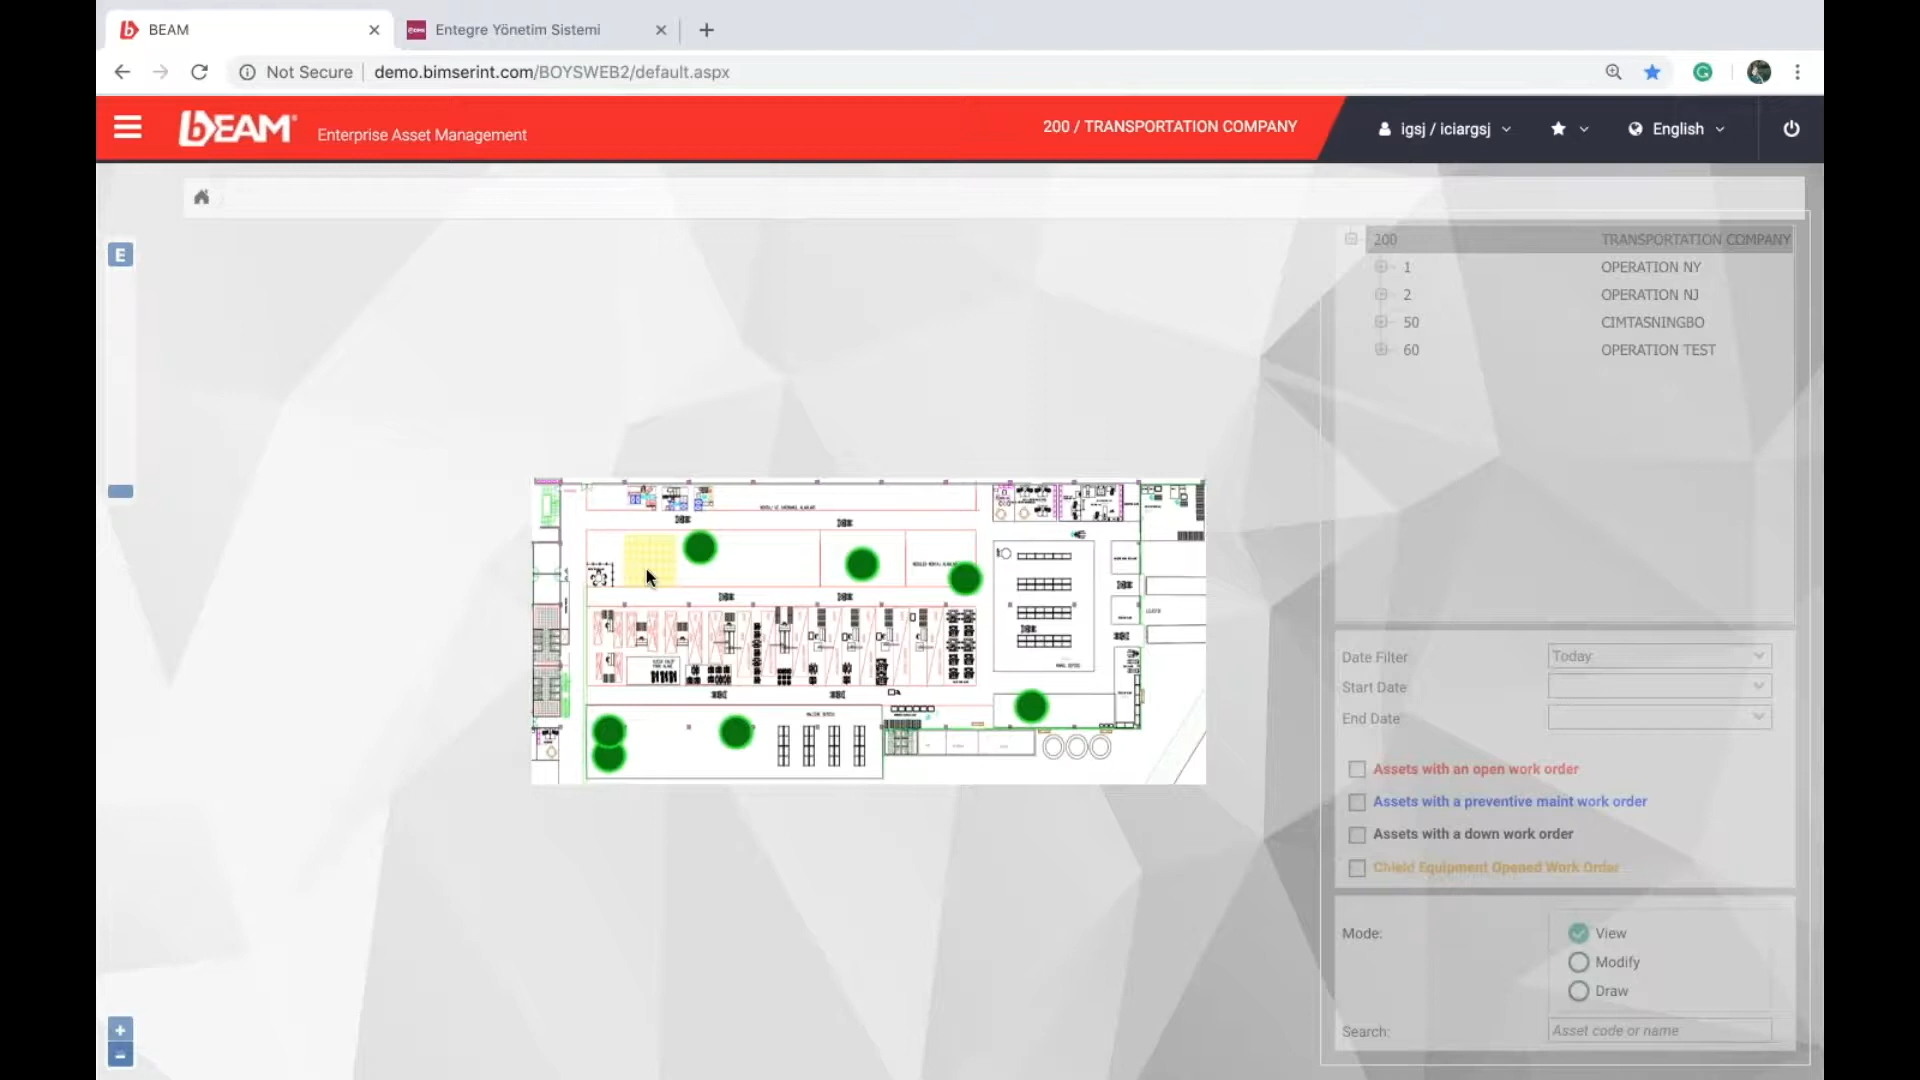 BEAM
Entegre Yönetim Sistemi
Not Secure
demo.bimserint.com/BOYSWEB2/default.aspx
bEAM
Enterprise Asset Management
200 / TRANSPORTATION COMPANY
igsj / iciargsj
English
E
200 TRANSPORTATION COMPANY
1 OPERATION NY
2 OPERATION NJ
50 CIMTASNINGBO
60 OPERATION TEST
Date Filter Today
Start Date
End Date
Assets with an open work order
Assets with a preventive maint work order
Assets with a down work order
Chield Equipment Opened Work Order
Mode:
View
Modify
Draw
Search: Asset code or name